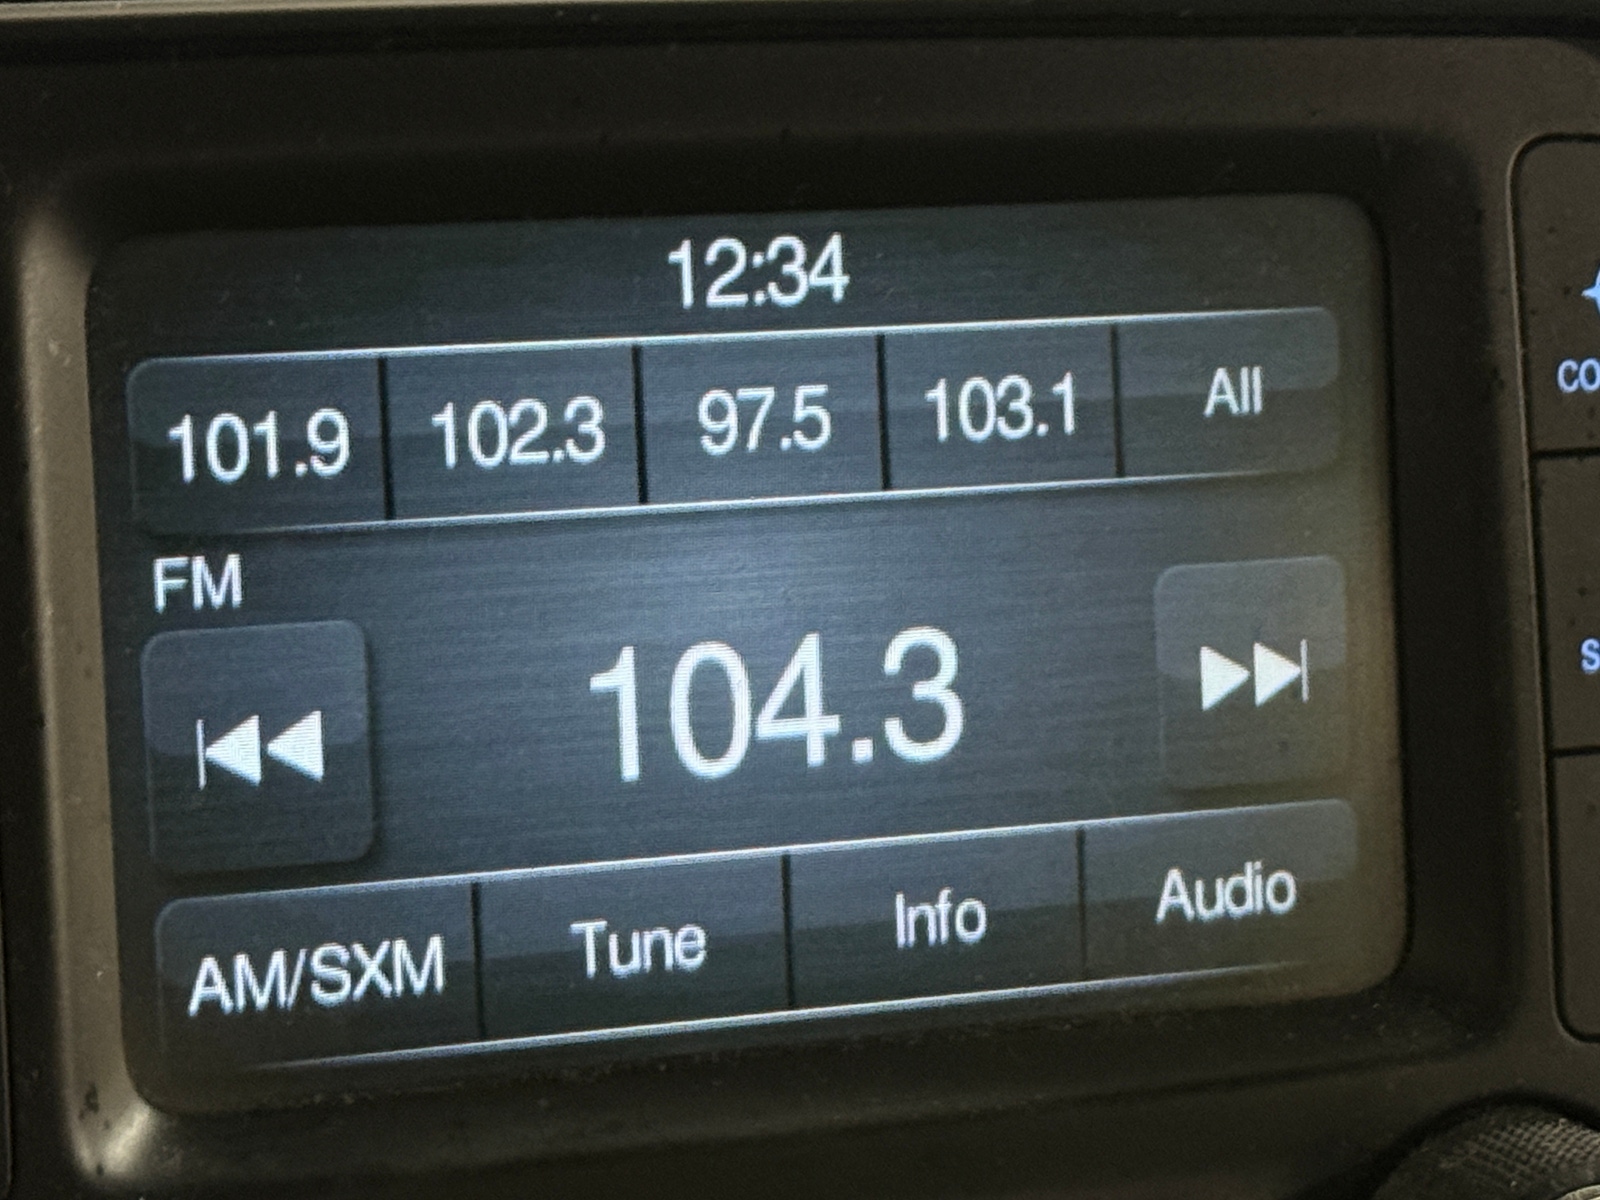 12:34
101.9 102.3 97.5 103.1 All
FM
104.3
AM/SXM Tune Info Audio